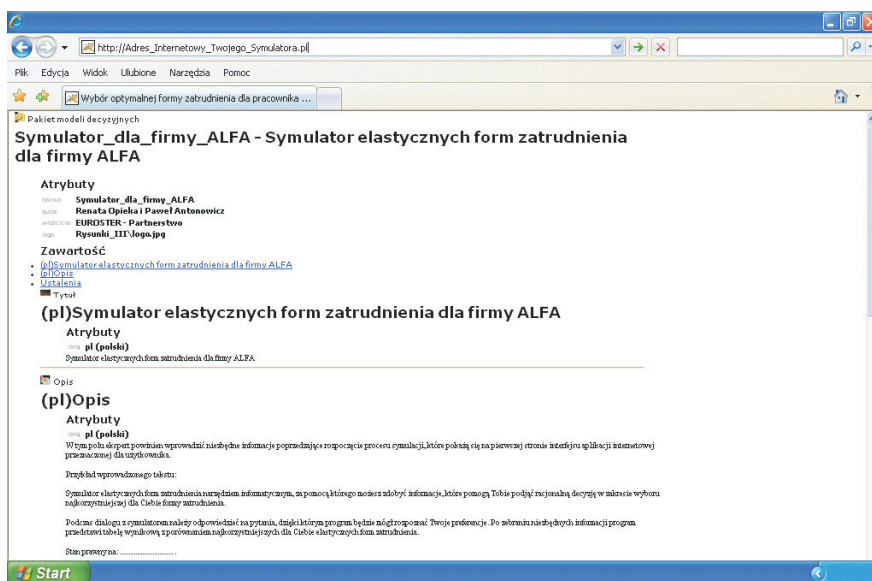 http://Adres_Internetowy_Twojego_Symulatora.pl
Plik Edycja Widok Ulubione Narzędzia Pomoc
Wybór optymalnej formy zatrudnienia dla pracownika ...
Pakiet modeli decyzyjnych
Symulator_dla_firmy_ALFA - Symulator elastycznych form zatrudnienia
dla firmy ALFA
Atrybuty
nazwa Symulator_dla_firmy_ALFA
autor Renata Opieka i Paweł Antonowicz
właściciel EUROSTER - Partnerstwo
logo Rysunki_III\logo.jpg
Zawartość
(pl)Symulator elastycznych form zatrudnienia dla firmy ALFA
(pl)Opis
Ustalenia
Tytuł
(pl)Symulator elastycznych form zatrudnienia dla firmy ALFA
Atrybuty
lang pl (polski)
Symulator elastycznych form zatrudnienia dla firmy ALFA
Opis
(pl)Opis
Atrybuty
lang pl (polski)
W tym polu ekspert powinien wprowadzić niezbędne informacje poprzedzające rozpoczęcie procesu symulacji, które pokażą się na pierwszej stronie interfejsu aplikacji internetowej
przeznaczonej dla użytkownika.
Przykład wprowadzonego tekstu:
Symulator elastycznych form zatrudnienia narzędziem informatycznym, za pomocą którego możesz zdobyć informacje, które pomogą Tobie podjąć racjonalną decyzję w zakresie wyboru
najkorzystniejszej dla Ciebie formy zatrudnienia.
Podczas dialogu z symulatorem należy odpowiedzieć na pytania, dzięki którym program będzie mógł rozpoznać Twoje preferencje. Po zebraniu niezbędnych informacji program
przedstawi tabelę wynikową z porównaniem najkorzystniejszych dla Ciebie elastycznych form zatrudnienia.
Stan prawny na: ............................
Start